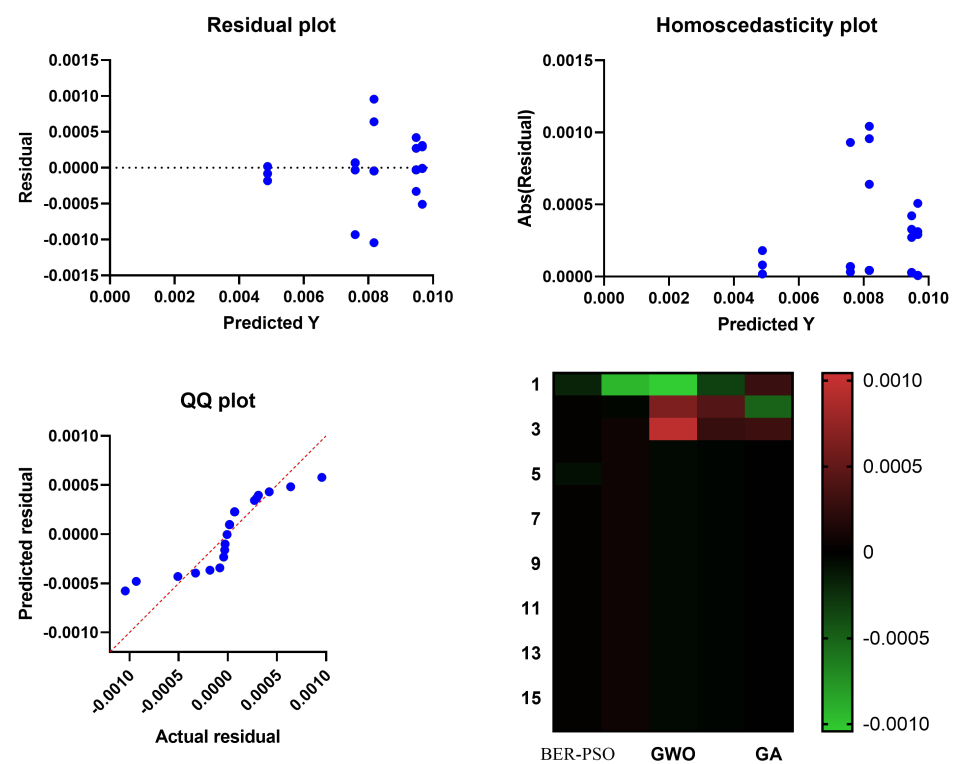 Residual plot
0.0015
0.0010
0.0005
0.0000
-0.0005
-0.0010
-0.0015
Residual
0.000 0.002 0.004 0.006 0.008 0.010
Predicted Y
Homoscedasticity plot
0.0015
0.0010
0.0005
0.0000
Abs(Residual)
0.000 0.002 0.004 0.006 0.008 0.010
Predicted Y
QQ plot
0.0010
0.0005
0.0000
-0.0005
-0.0010
Predicted residual
-0.0010 -0.0005 0.0000 0.0005 0.0010
Actual residual
1
3
5
7
9
11
13
15
BER-PSO GWO GA
0.0010
0.0005
0
-0.0005
-0.0010